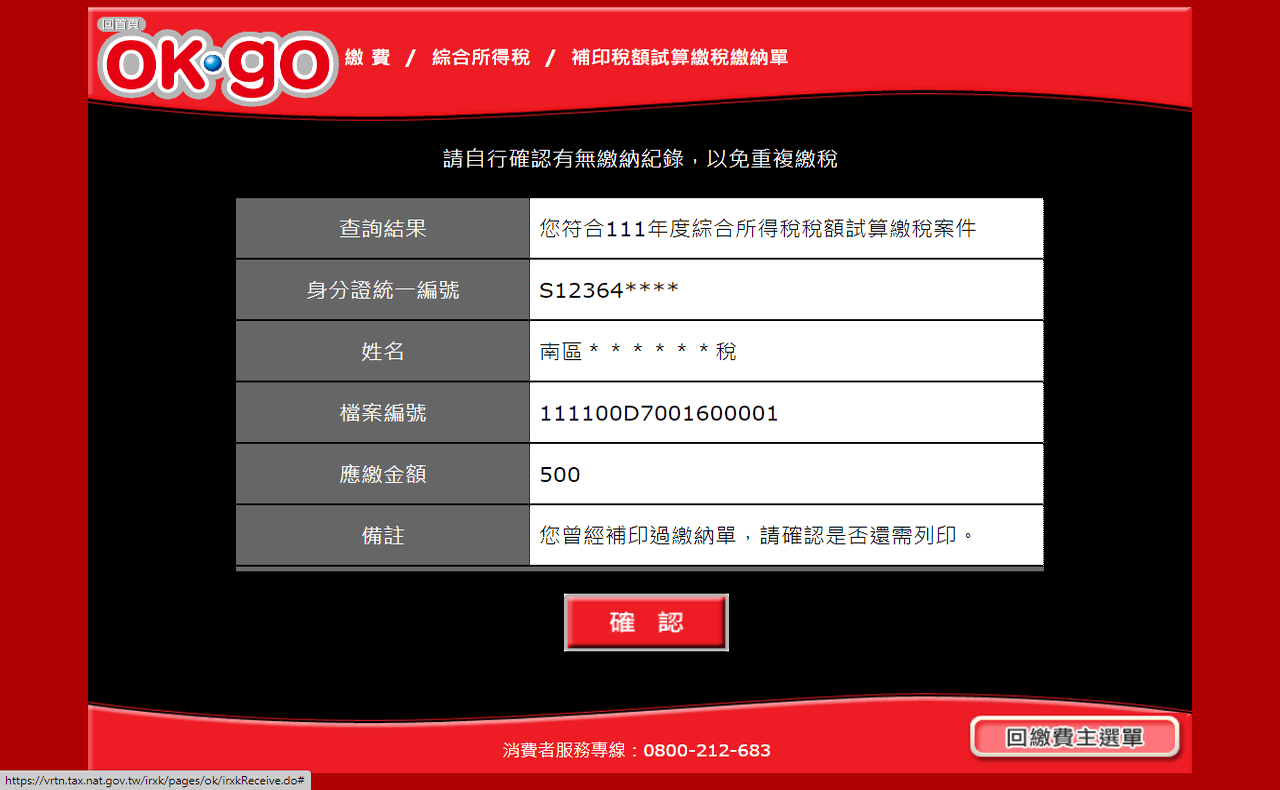 回首頁
OK·go
繳 費 / 綜合所得稅 / 補印稅額試算繳稅繳納單
請自行確認有無繳納紀錄，以免重複繳稅
查詢結果 您符合111年度綜合所得稅稅額試算繳稅案件
身分證統一編號 S12364****
姓名 南區＊＊＊＊＊＊稅
檔案編號 111100D7001600001
應繳金額 500
備註 您曾經補印過繳納單，請確認是否還需列印。
確 認
回繳費主選單
消費者服務專線：0800-212-683
https://vrtn.tax.nat.gov.tw/irxk/pages/ok/irxkReceive.do#